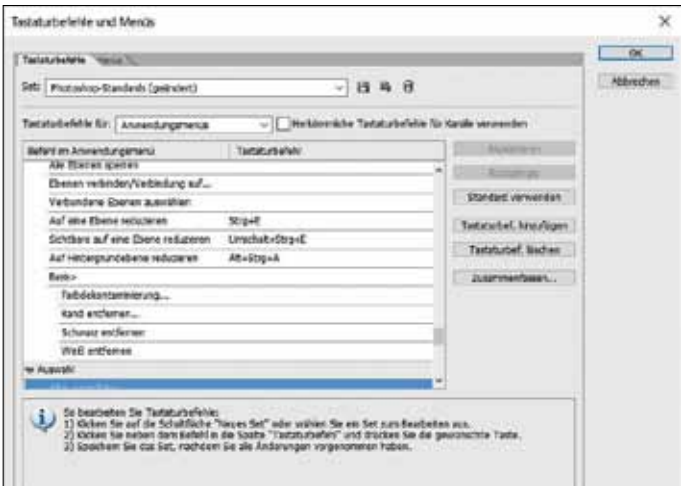 Tastaturbefehle und Menüs
Tastaturbefehle
OK
Abbrechen
Set: Photoshop-Standards (geändert)
Tastaturbefehle für: Anwendungsmenüs
Herkömmliche Tastaturbefehle für Kanäle verwenden
Befehl im Anwendungsmenü Tastaturbefehl
Alle Ebenen sperren
Ebenen verbinden/Verbindung auf...
Verbundene Ebenen auswählen
Auf eine Ebene reduzieren Strg+E
Sichtbare auf eine Ebene reduzieren Umschalt+Strg+E
Auf Hintergrundebene reduzieren Alt+Strg+A
Basis>
Farbdekontaminierung...
Rand entfernen...
Schwarz entfernen
Weiß entfernen
Auswahl
Standard verwenden
Tastaturbef. hinzufügen
Tastaturbef. löschen
Zusammenfassen...
So bearbeiten Sie Tastaturbefehle:
1) Klicken Sie auf die Schaltfläche "Neues Set" oder wählen Sie ein Set zum Bearbeiten aus.
2) Klicken Sie neben dem Befehl in die Spalte "Tastaturbefehl" und drücken Sie die gewünschte Taste.
3) Speichern Sie das Set, nachdem Sie alle Änderungen vorgenommen haben.